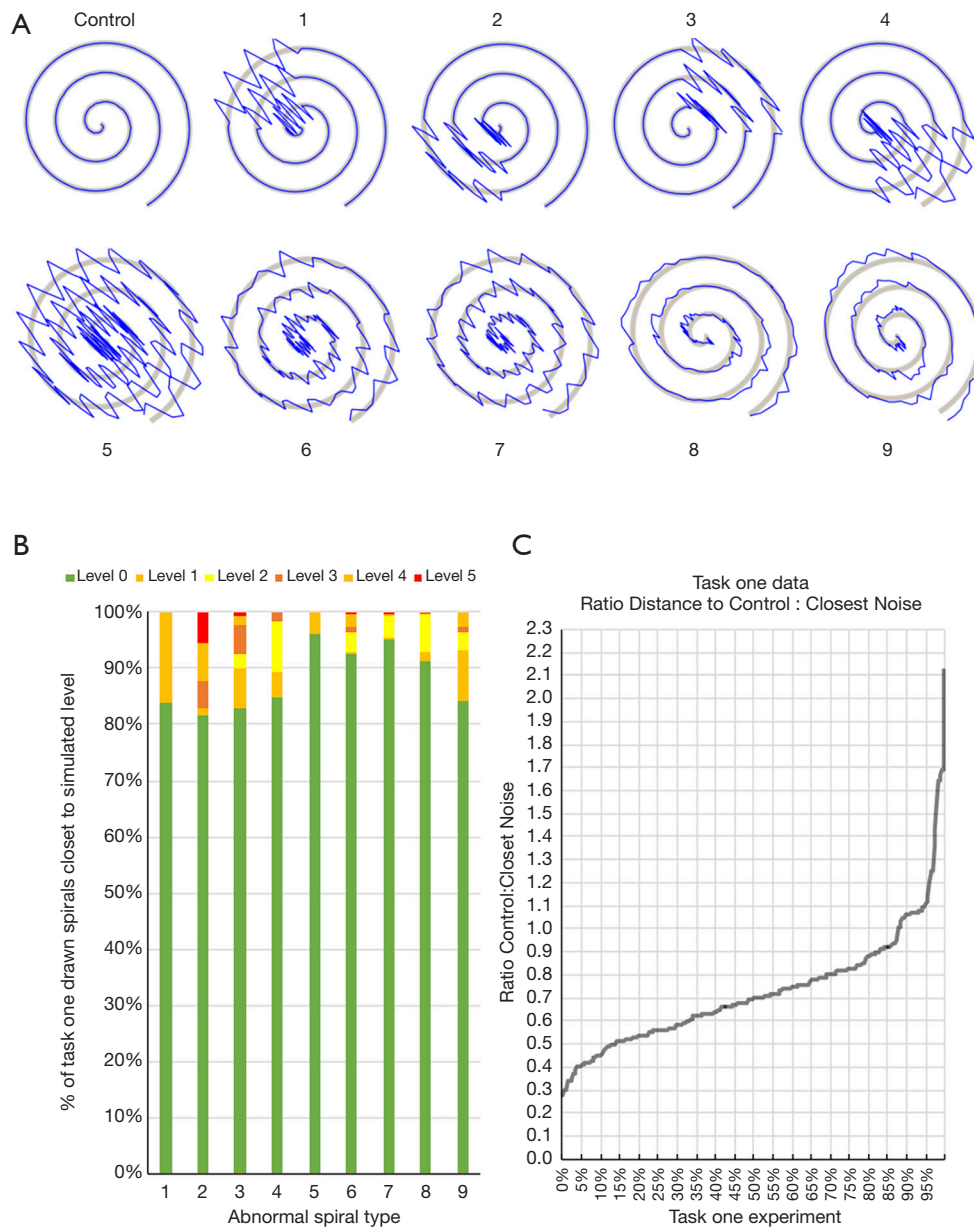 A
Control 1 2 3 4
5 6 7 8 9
B
Level 0 Level 1 Level 2 Level 3 Level 4 Level 5
100%
90%
80%
70%
60%
50%
40%
30%
20%
10%
0%
% of task one drawn spirals closet to simulated level
1 2 3 4 5 6 7 8 9
Abnormal spiral type
C
Task one data
Ratio Distance to Control : Closest Noise
2.3
2.2
2.1
2.0
1.9
1.8
1.7
1.6
1.5
1.4
1.3
1.2
1.1
1.0
0.9
0.8
0.7
0.6
0.5
0.4
0.3
0.2
0.1
0.0
Ratio Control:Closet Noise
0% 5% 10% 15% 20% 25% 30% 35% 40% 45% 50% 55% 60% 65% 70% 75% 80% 85% 90% 95%
Task one experiment